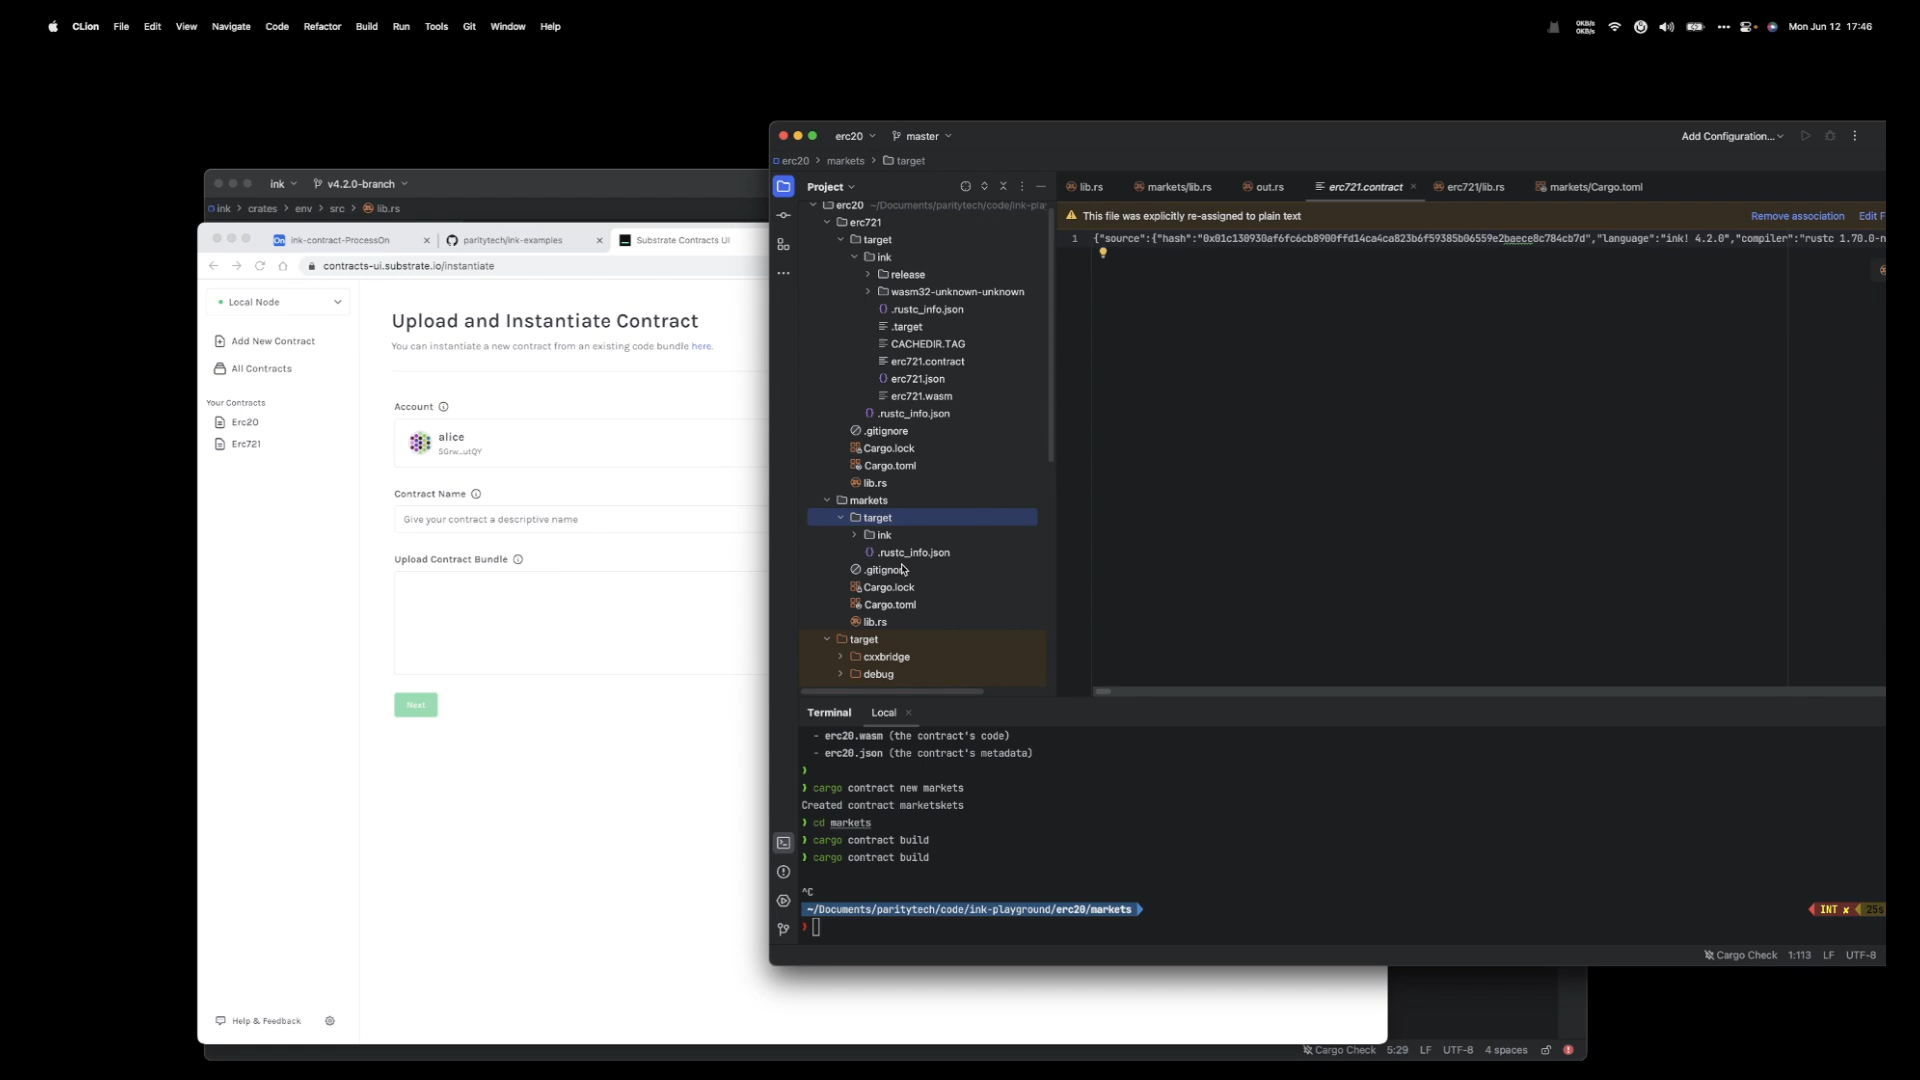 CLion File Edit View Navigate Code Refactor Build Run Tools Git Window Help
0KB/s
0KB/s
Mon Jun 12 17:46
ink v4.2.0-branch
ink > crates > env > src > lib.rs
ink-contract-ProcessOn
paritytech/ink-examples
Substrate Contracts UI
contracts-ui.substrate.io/instantiate
Local Node
Add New Contract
All Contracts
Your Contracts
Erc20
Erc721
Help & Feedback
Upload and Instantiate Contract
You can instantiate a new contract from an existing code bundle here.
Account
alice
5Grw...utQY
Contract Name
Give your contract a descriptive name
Upload Contract Bundle
Next
erc20 master
Add Configuration...
erc20 > markets > target
Project
erc20 ~/Documents/paritytech/code/ink-pla
erc721
target
ink
release
wasm32-unknown-unknown
.rustc_info.json
.target
CACHEDIR.TAG
erc721.contract
erc721.json
erc721.wasm
.rustc_info.json
.gitignore
Cargo.lock
Cargo.toml
lib.rs
markets
target
ink
.rustc_info.json
.gitignore
Cargo.lock
Cargo.toml
lib.rs
target
cxxbridge
debug
lib.rs markets/lib.rs out.rs erc721.contract erc721/lib.rs markets/Cargo.toml
This file was explicitly re-assigned to plain text
Remove association Edit F
1 {"source":{"hash":"0x01c130930af6fc6cb8900ffd14ca4ca823b6f59385b06559e2baece8c784cb7d","language":"ink! 4.2.0","compiler":"rustc 1.70.0-n
Terminal Local
- erc20.wasm (the contract's code)
- erc20.json (the contract's metadata)
❯
❯ cargo contract new markets
Created contract marketskets
❯ cd markets
❯ cargo contract build
❯ cargo contract build
^C
~/Documents/paritytech/code/ink-playground/erc20/markets
INT x 25s
❯
Cargo Check 1:113 LF UTF-8
Cargo Check 5:29 LF UTF-8 4 spaces